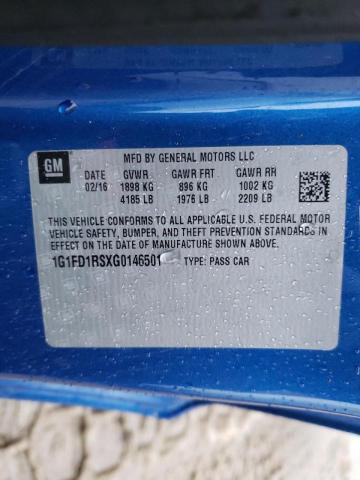 GM
MFD BY GENERAL MOTORS LLC
DATE GVWR GAWR FRT GAWR RR
02/16 1898 KG 896 KG 1002 KG
4185 LB 1976 LB 2209 LB
THIS VEHICLE CONFORMS TO ALL APPLICABLE U.S. FEDERAL MOTOR
VEHICLE SAFETY, BUMPER, AND THEFT PREVENTION STANDARDS
IN EFFECT ON THE DATE OF MANUFACTURE SHOWN ABOVE.
1G1FD1RSXG0146501 TYPE: PASS CAR